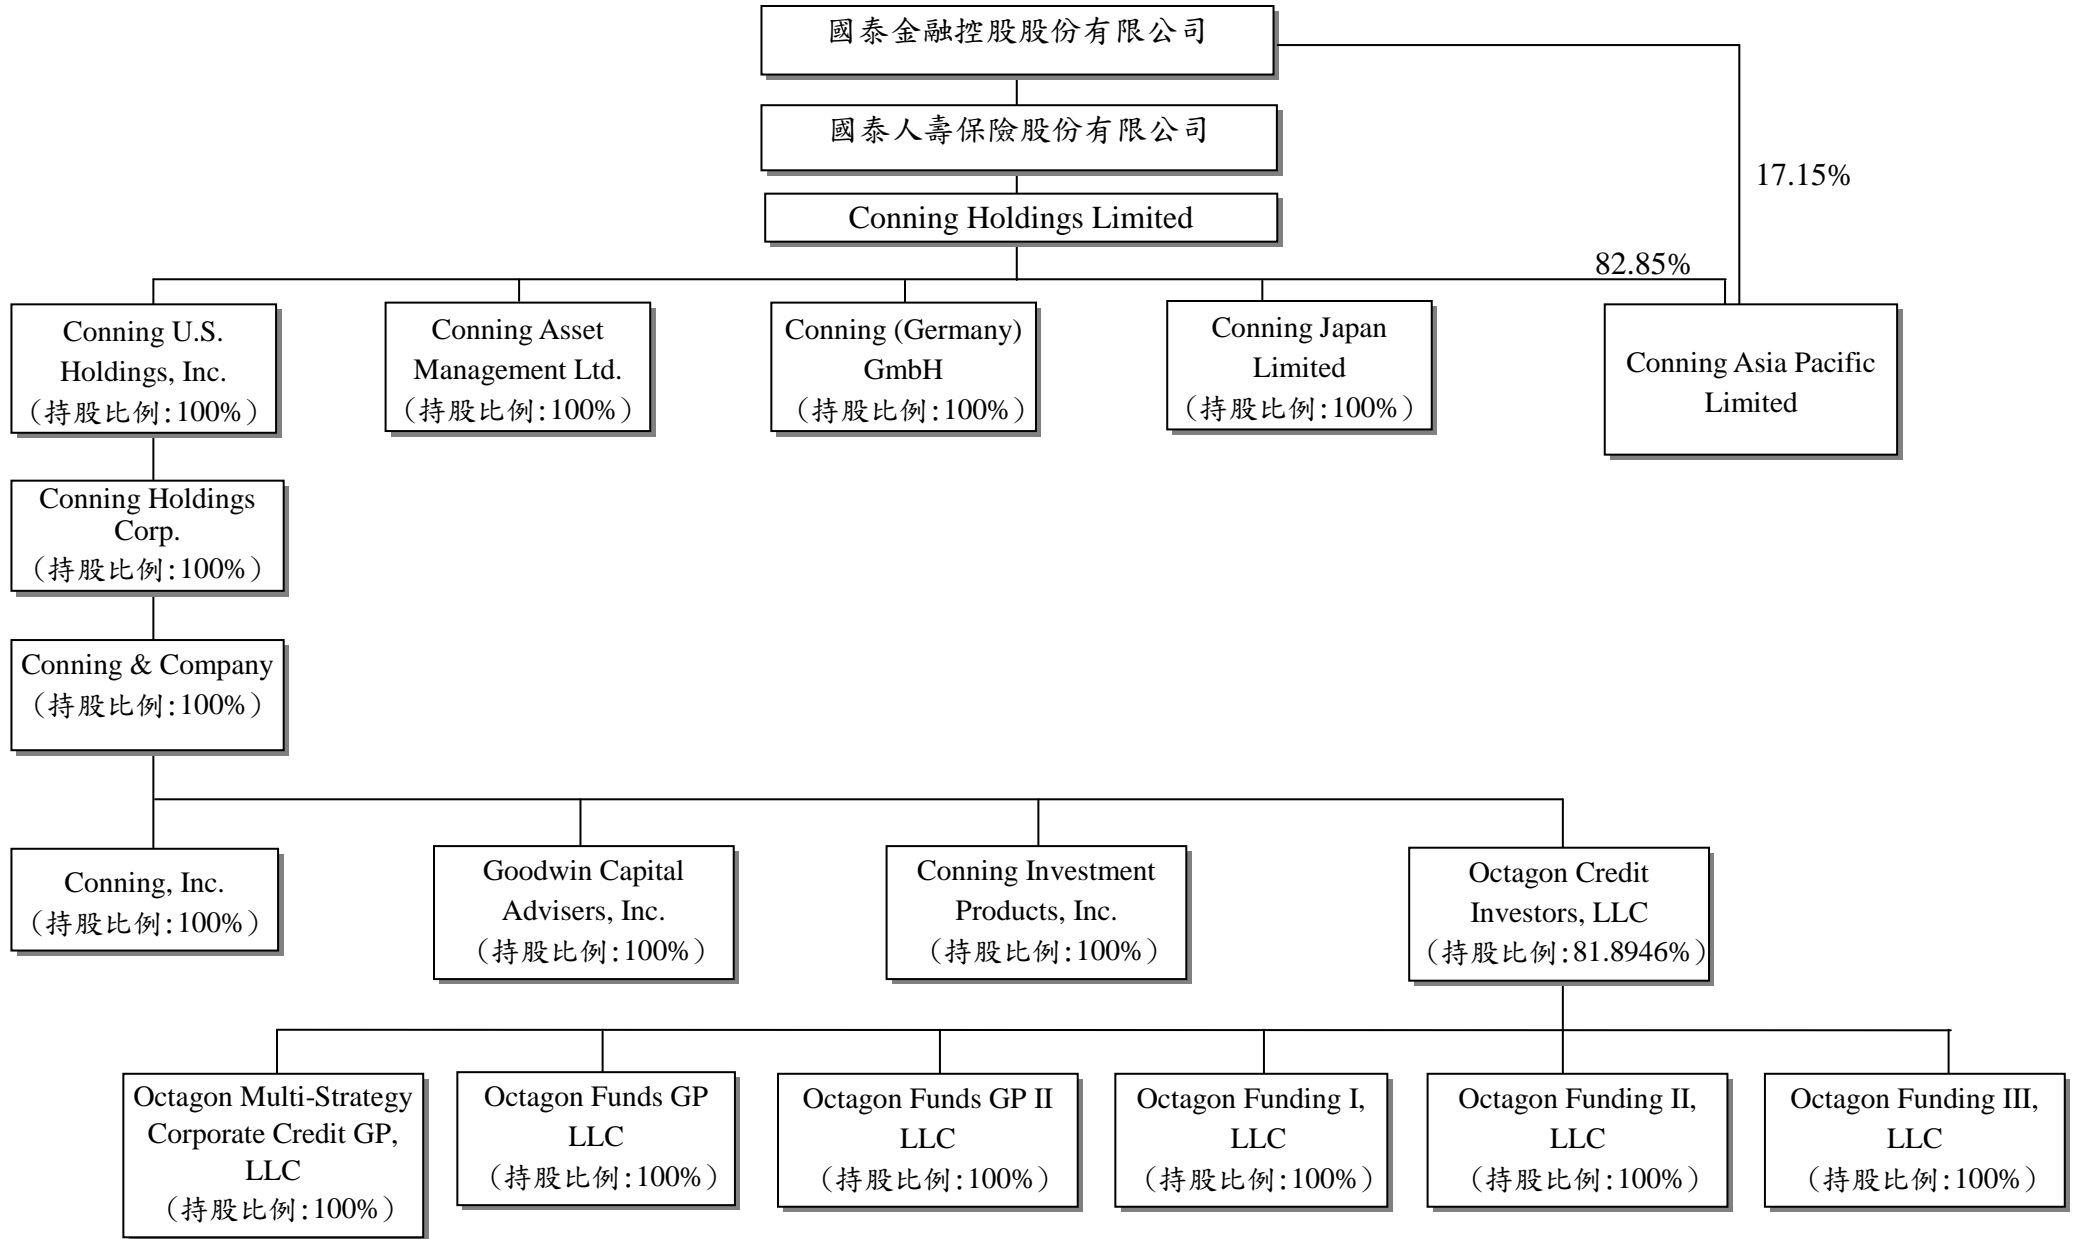 國泰金融控股股份有限公司
國泰人壽保險股份有限公司
17.15%
Conning Holdings Limited
82.85%
Conning U.S.
Holdings, Inc.
（持股比例:100%）
Conning Asset
Management Ltd.
（持股比例:100%）
Conning (Germany)
GmbH
（持股比例:100%）
Conning Japan
Limited
（持股比例:100%）
Conning Asia Pacific
Limited
Conning Holdings
Corp.
（持股比例:100%）
Conning & Company
（持股比例:100%）
Conning, Inc.
（持股比例:100%）
Goodwin Capital
Advisers, Inc.
（持股比例:100%）
Conning Investment
Products, Inc.
（持股比例:100%）
Octagon Credit
Investors, LLC
（持股比例:81.8946%）
Octagon Multi-Strategy
Corporate Credit GP,
LLC
（持股比例:100%）
Octagon Funds GP
LLC
（持股比例:100%）
Octagon Funds GP II
LLC
（持股比例:100%）
Octagon Funding I,
LLC
（持股比例:100%）
Octagon Funding II,
LLC
（持股比例:100%）
Octagon Funding III,
LLC
（持股比例:100%）